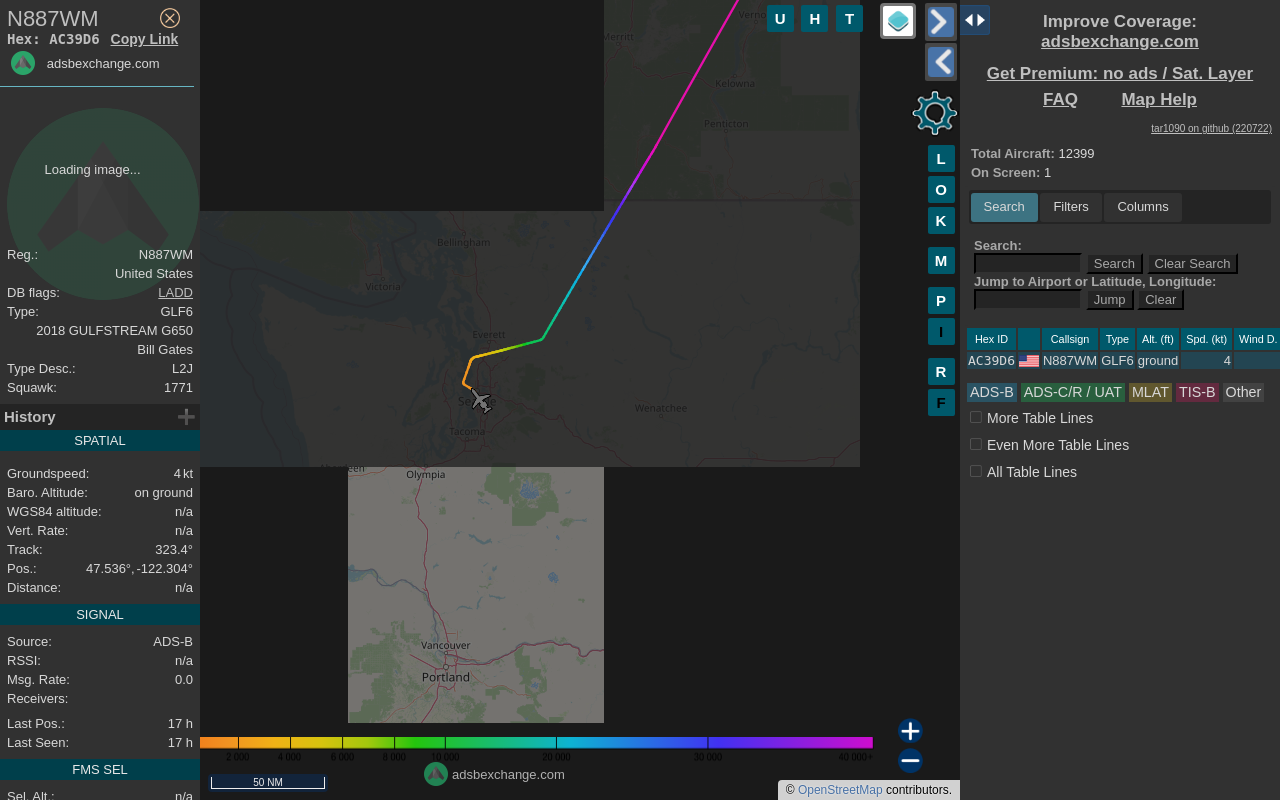 N887WM
Hex: AC39D6 Copy Link
adsbexchange.com
Loading image...
Reg.: N887WM
United States
DB flags: LADD
Type: GLF6
2018 GULFSTREAM G650
Bill Gates
Type Desc.: L2J
Squawk: 1771
History
SPATIAL
Groundspeed: 4 kt
Baro. Altitude: on ground
WGS84 altitude: n/a
Vert. Rate: n/a
Track: 323.4°
Pos.: 47.536°, -122.304°
Distance: n/a
SIGNAL
Source: ADS-B
RSSI: n/a
Msg. Rate: 0.0
Receivers:
Last Pos.: 17 h
Last Seen: 17 h
FMS SEL
Sel. Alt.: n/a
U H T
Merritt
Kelowna
Penticton
Bellingham
Victoria
Everett
Wenatchee
Tacoma
Olympia
Vancouver
Portland
L
O
K
M
P
I
R
F
2 000 4 000 6 000 8 000 10 000 20 000 30 000 40 000+
50 NM
adsbexchange.com
© OpenStreetMap contributors.
Improve Coverage:
adsbexchange.com
Get Premium: no ads / Sat. Layer
FAQ Map Help
tar1090 on github (220722)
Total Aircraft: 12399
On Screen: 1
Search Filters Columns
Search:
Search Clear Search
Jump to Airport or Latitude, Longitude:
Jump Clear
Hex ID Callsign Type Alt. (ft) Spd. (kt) Wind D.
AC39D6 N887WM GLF6 ground 4
ADS-B ADS-C/R / UAT MLAT TIS-B Other
More Table Lines
Even More Table Lines
All Table Lines